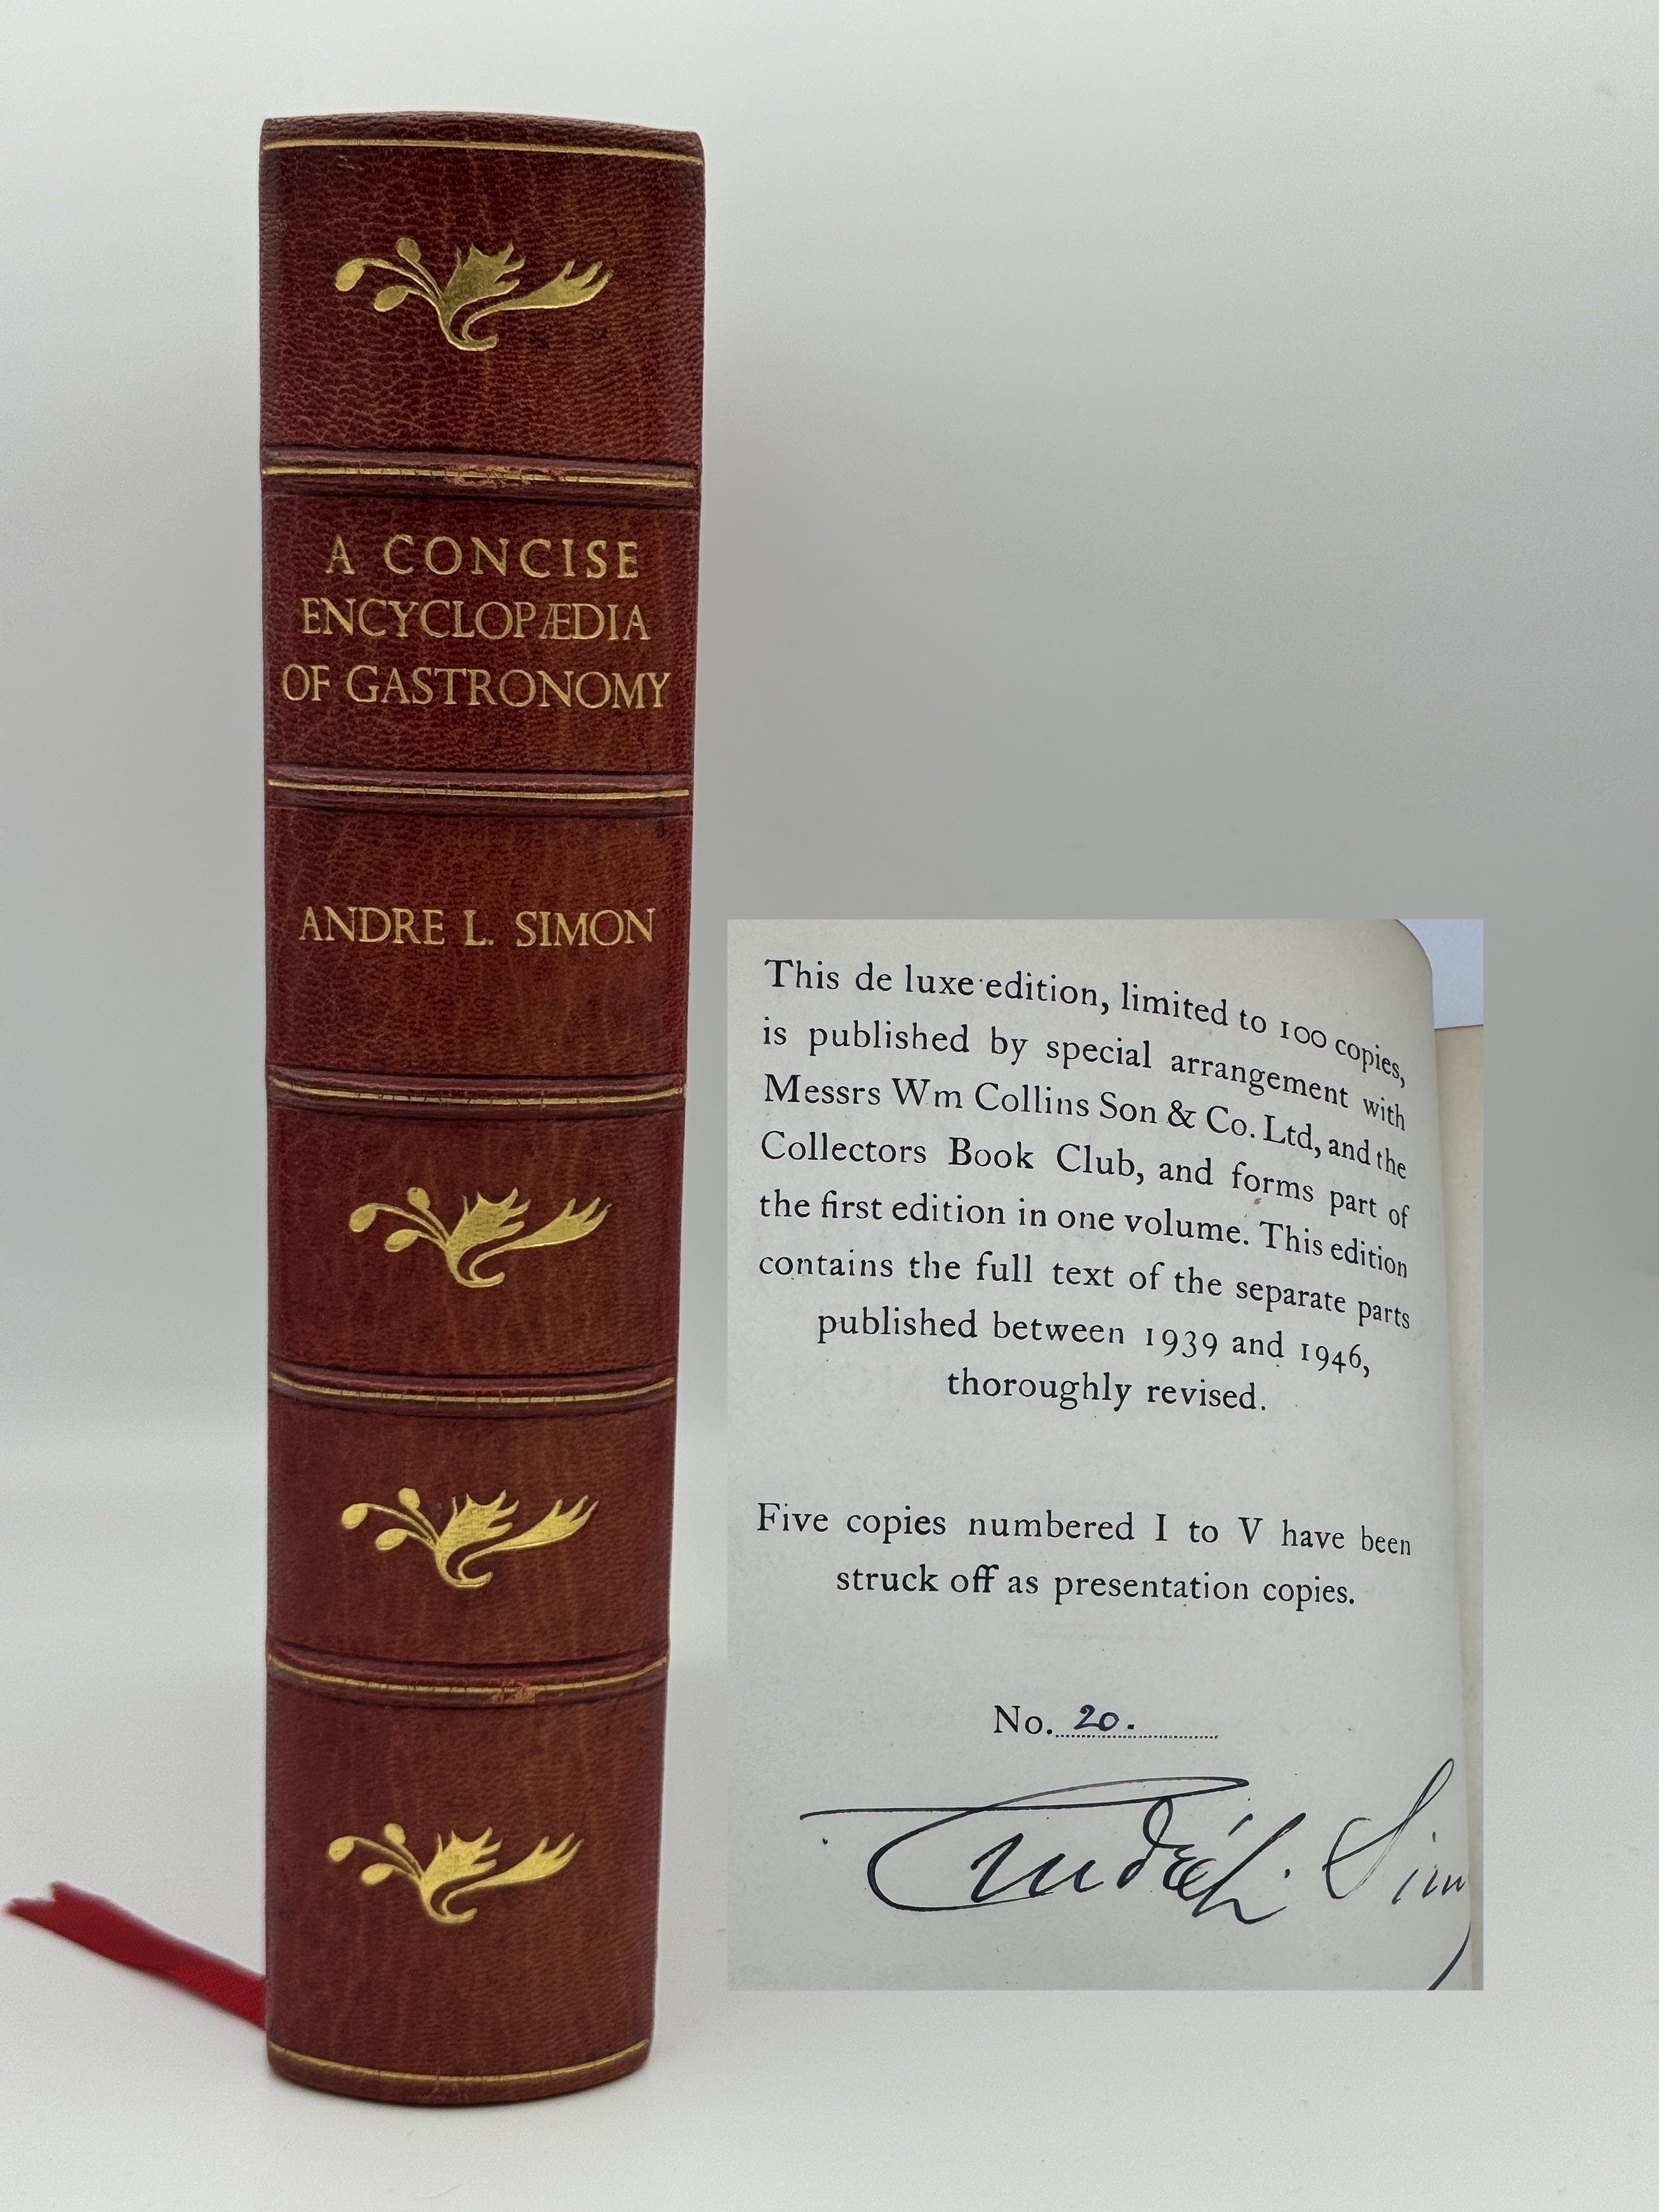 A CONCISE
ENCYCLOPÆDIA
OF GASTRONOMY
ANDRE L. SIMON
This de luxe edition, limited to 100 copies,
is published by special arrangement with
Messrs Wm Collins Son & Co. Ltd, and the
Collectors Book Club, and forms part of
the first edition in one volume. This edition
contains the full text of the separate parts
published between 1939 and 1946,
thoroughly revised.
Five copies numbered I to V have been
struck off as presentation copies.
No. 20.
André L. Sim